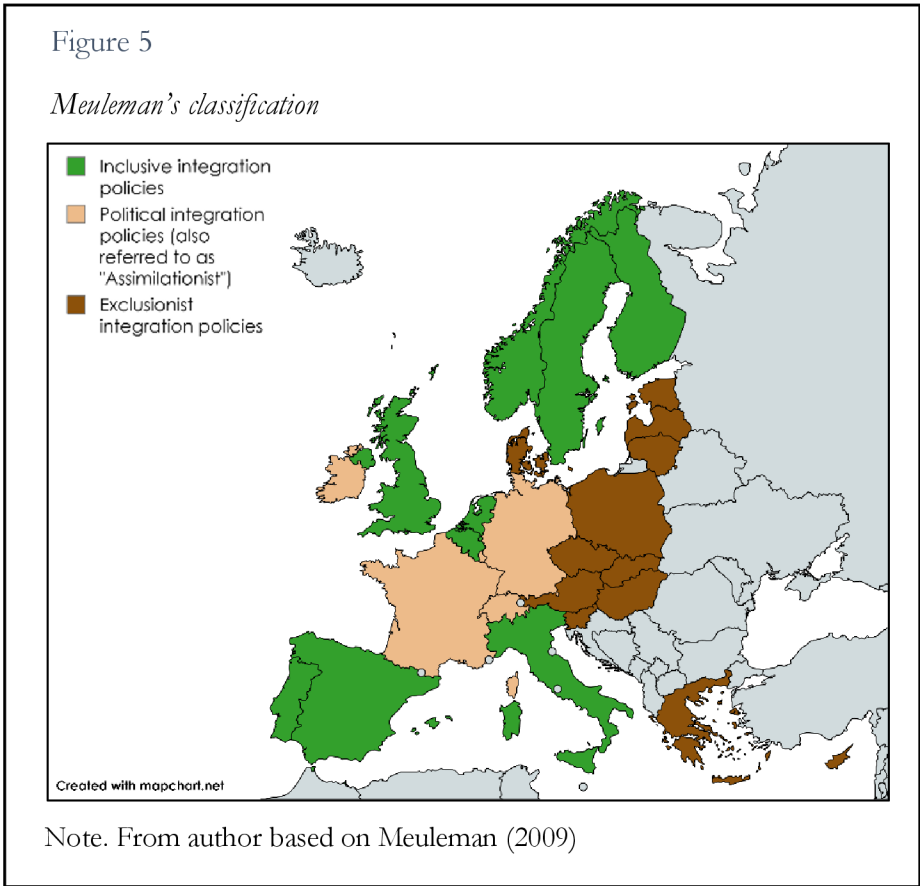 Figure 5
Meuleman's classification
Inclusive integration
policies
Political integration
policies (also
referred to as
"Assimilationist")
Exclusionist
integration policies
Created with mapchart.net
Note. From author based on Meuleman (2009)